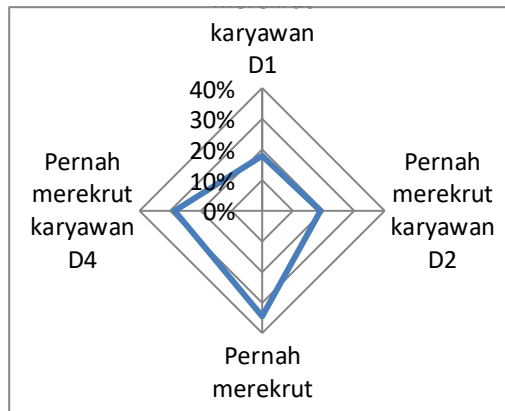 karyawan
D1
40%
30%
20%
10%
0%
Pernah
merekrut
karyawan
D4
Pernah
merekrut
karyawan
D2
Pernah
merekrut